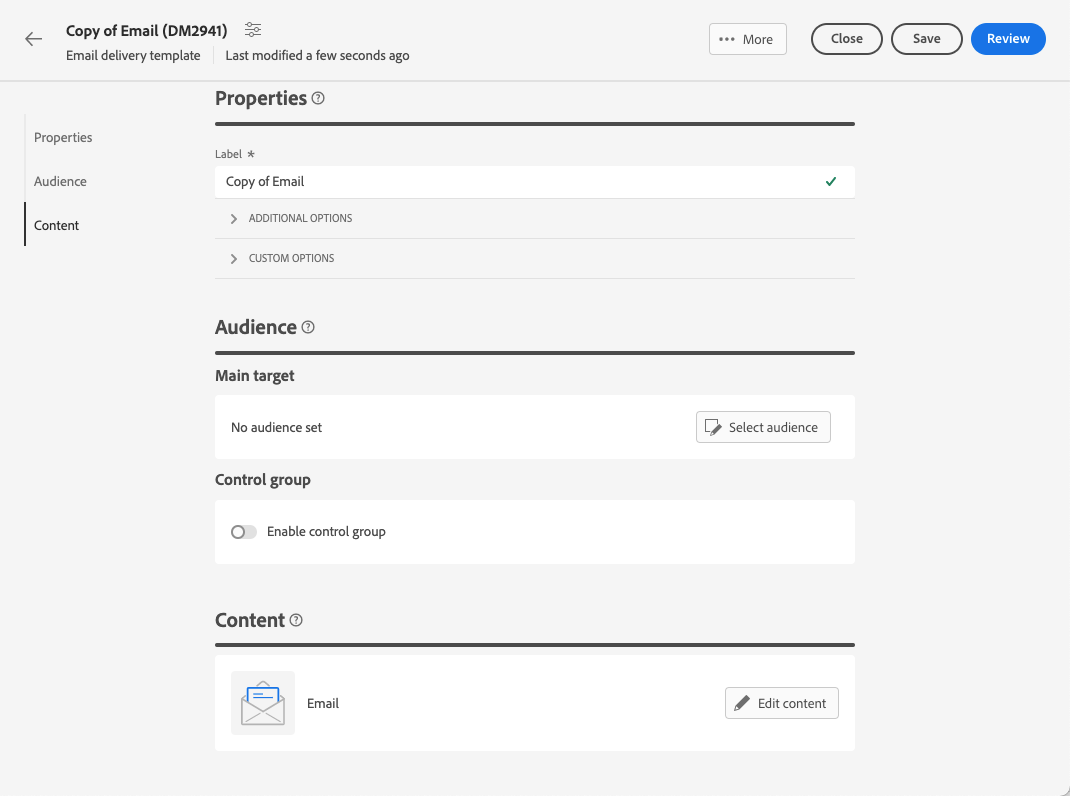 Copy of Email (DM2941)
Email delivery template
Last modified a few seconds ago
More
Close
Save
Review
Properties
Audience
Content
Properties
Label *
Copy of Email
ADDITIONAL OPTIONS
CUSTOM OPTIONS
Audience
Main target
No audience set
Select audience
Control group
Enable control group
Content
Email
Edit content